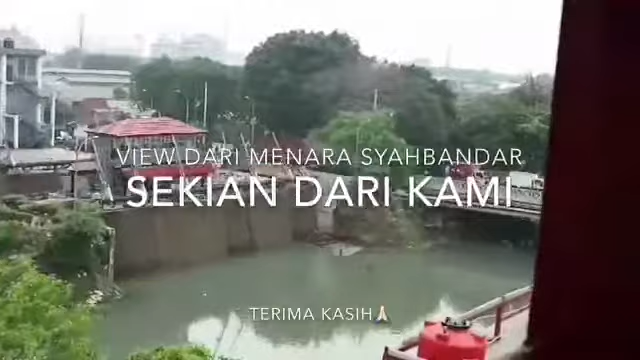 VIEW DARI MENARA SYAHBANDAR
SEKIAN DARI KAMI
TERIMA KASIH🙏🏻